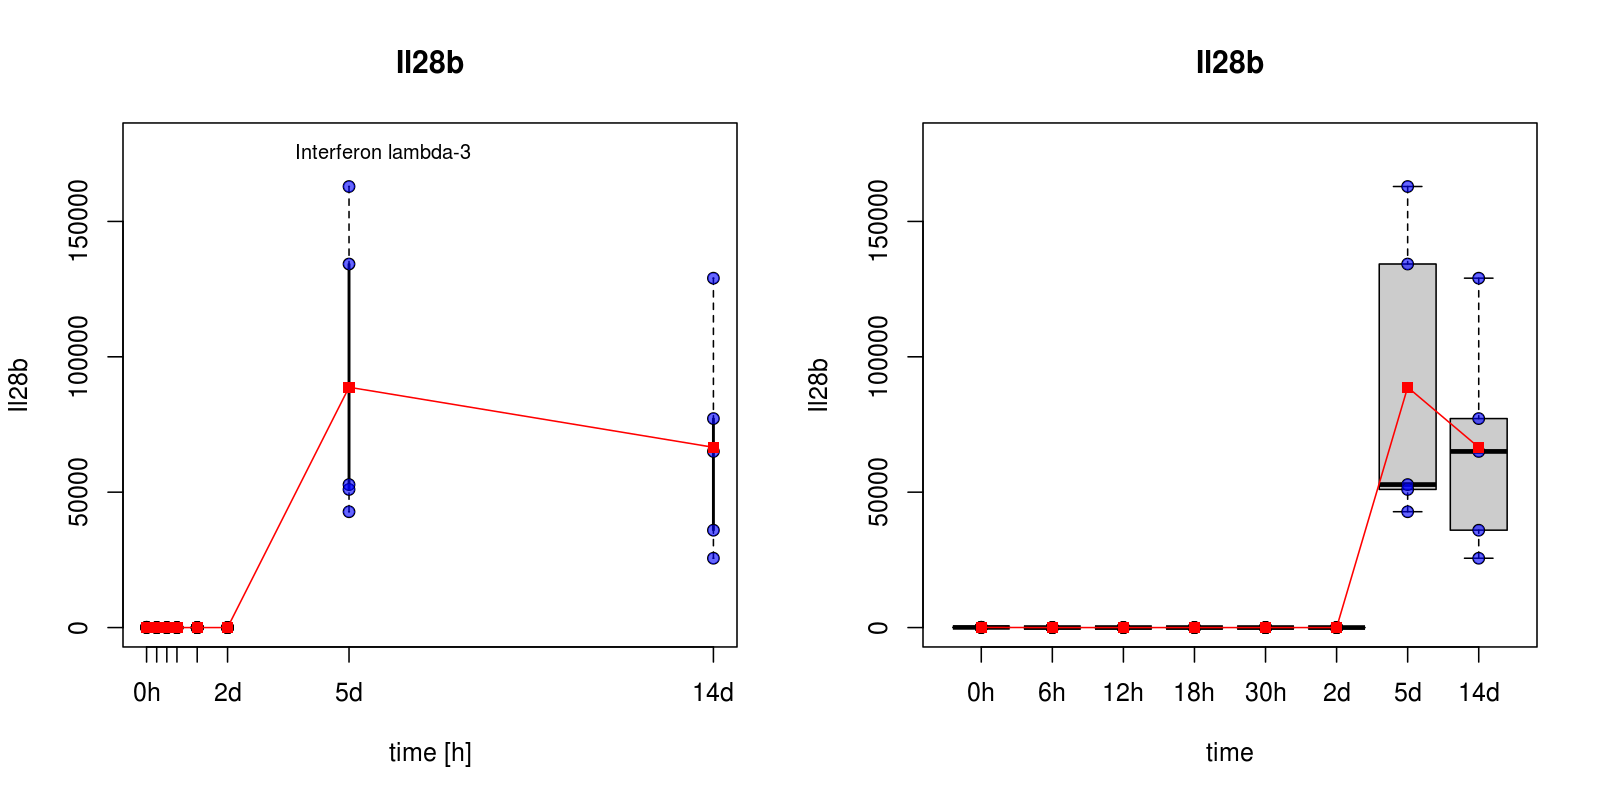 Il28b
Interferon lambda-3
Il28b
150000
100000
50000
0
0h 2d 5d 14d
time [h]
Il28b
Il28b
150000
100000
50000
0
0h 6h 12h 18h 30h 2d 5d 14d
time